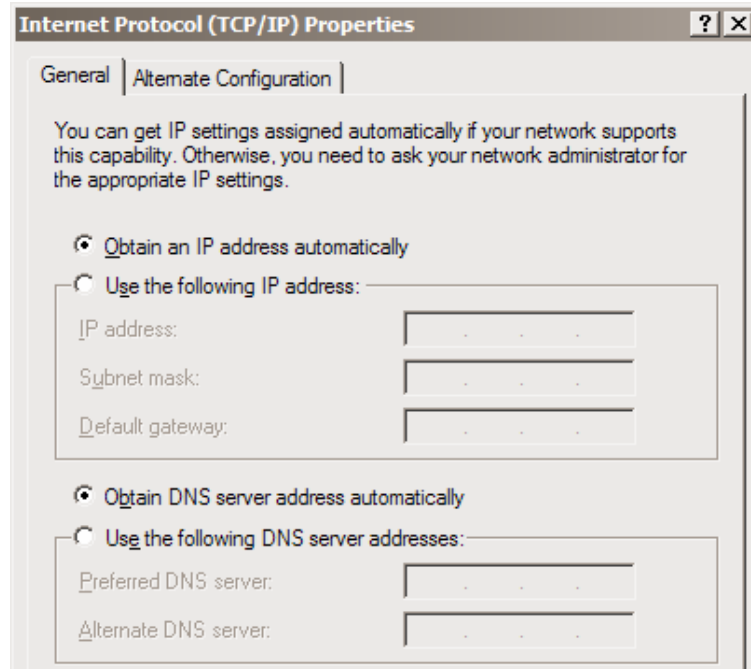 Internet Protocol (TCP/IP) Properties
General
Alternate Configuration
You can get IP settings assigned automatically if your network supports
this capability. Otherwise, you need to ask your network administrator for
the appropriate IP settings.
Obtain an IP address automatically
Use the following IP address:
IP address:
Subnet mask:
Default gateway:
Obtain DNS server address automatically
Use the following DNS server addresses:
Preferred DNS server:
Alternate DNS server: